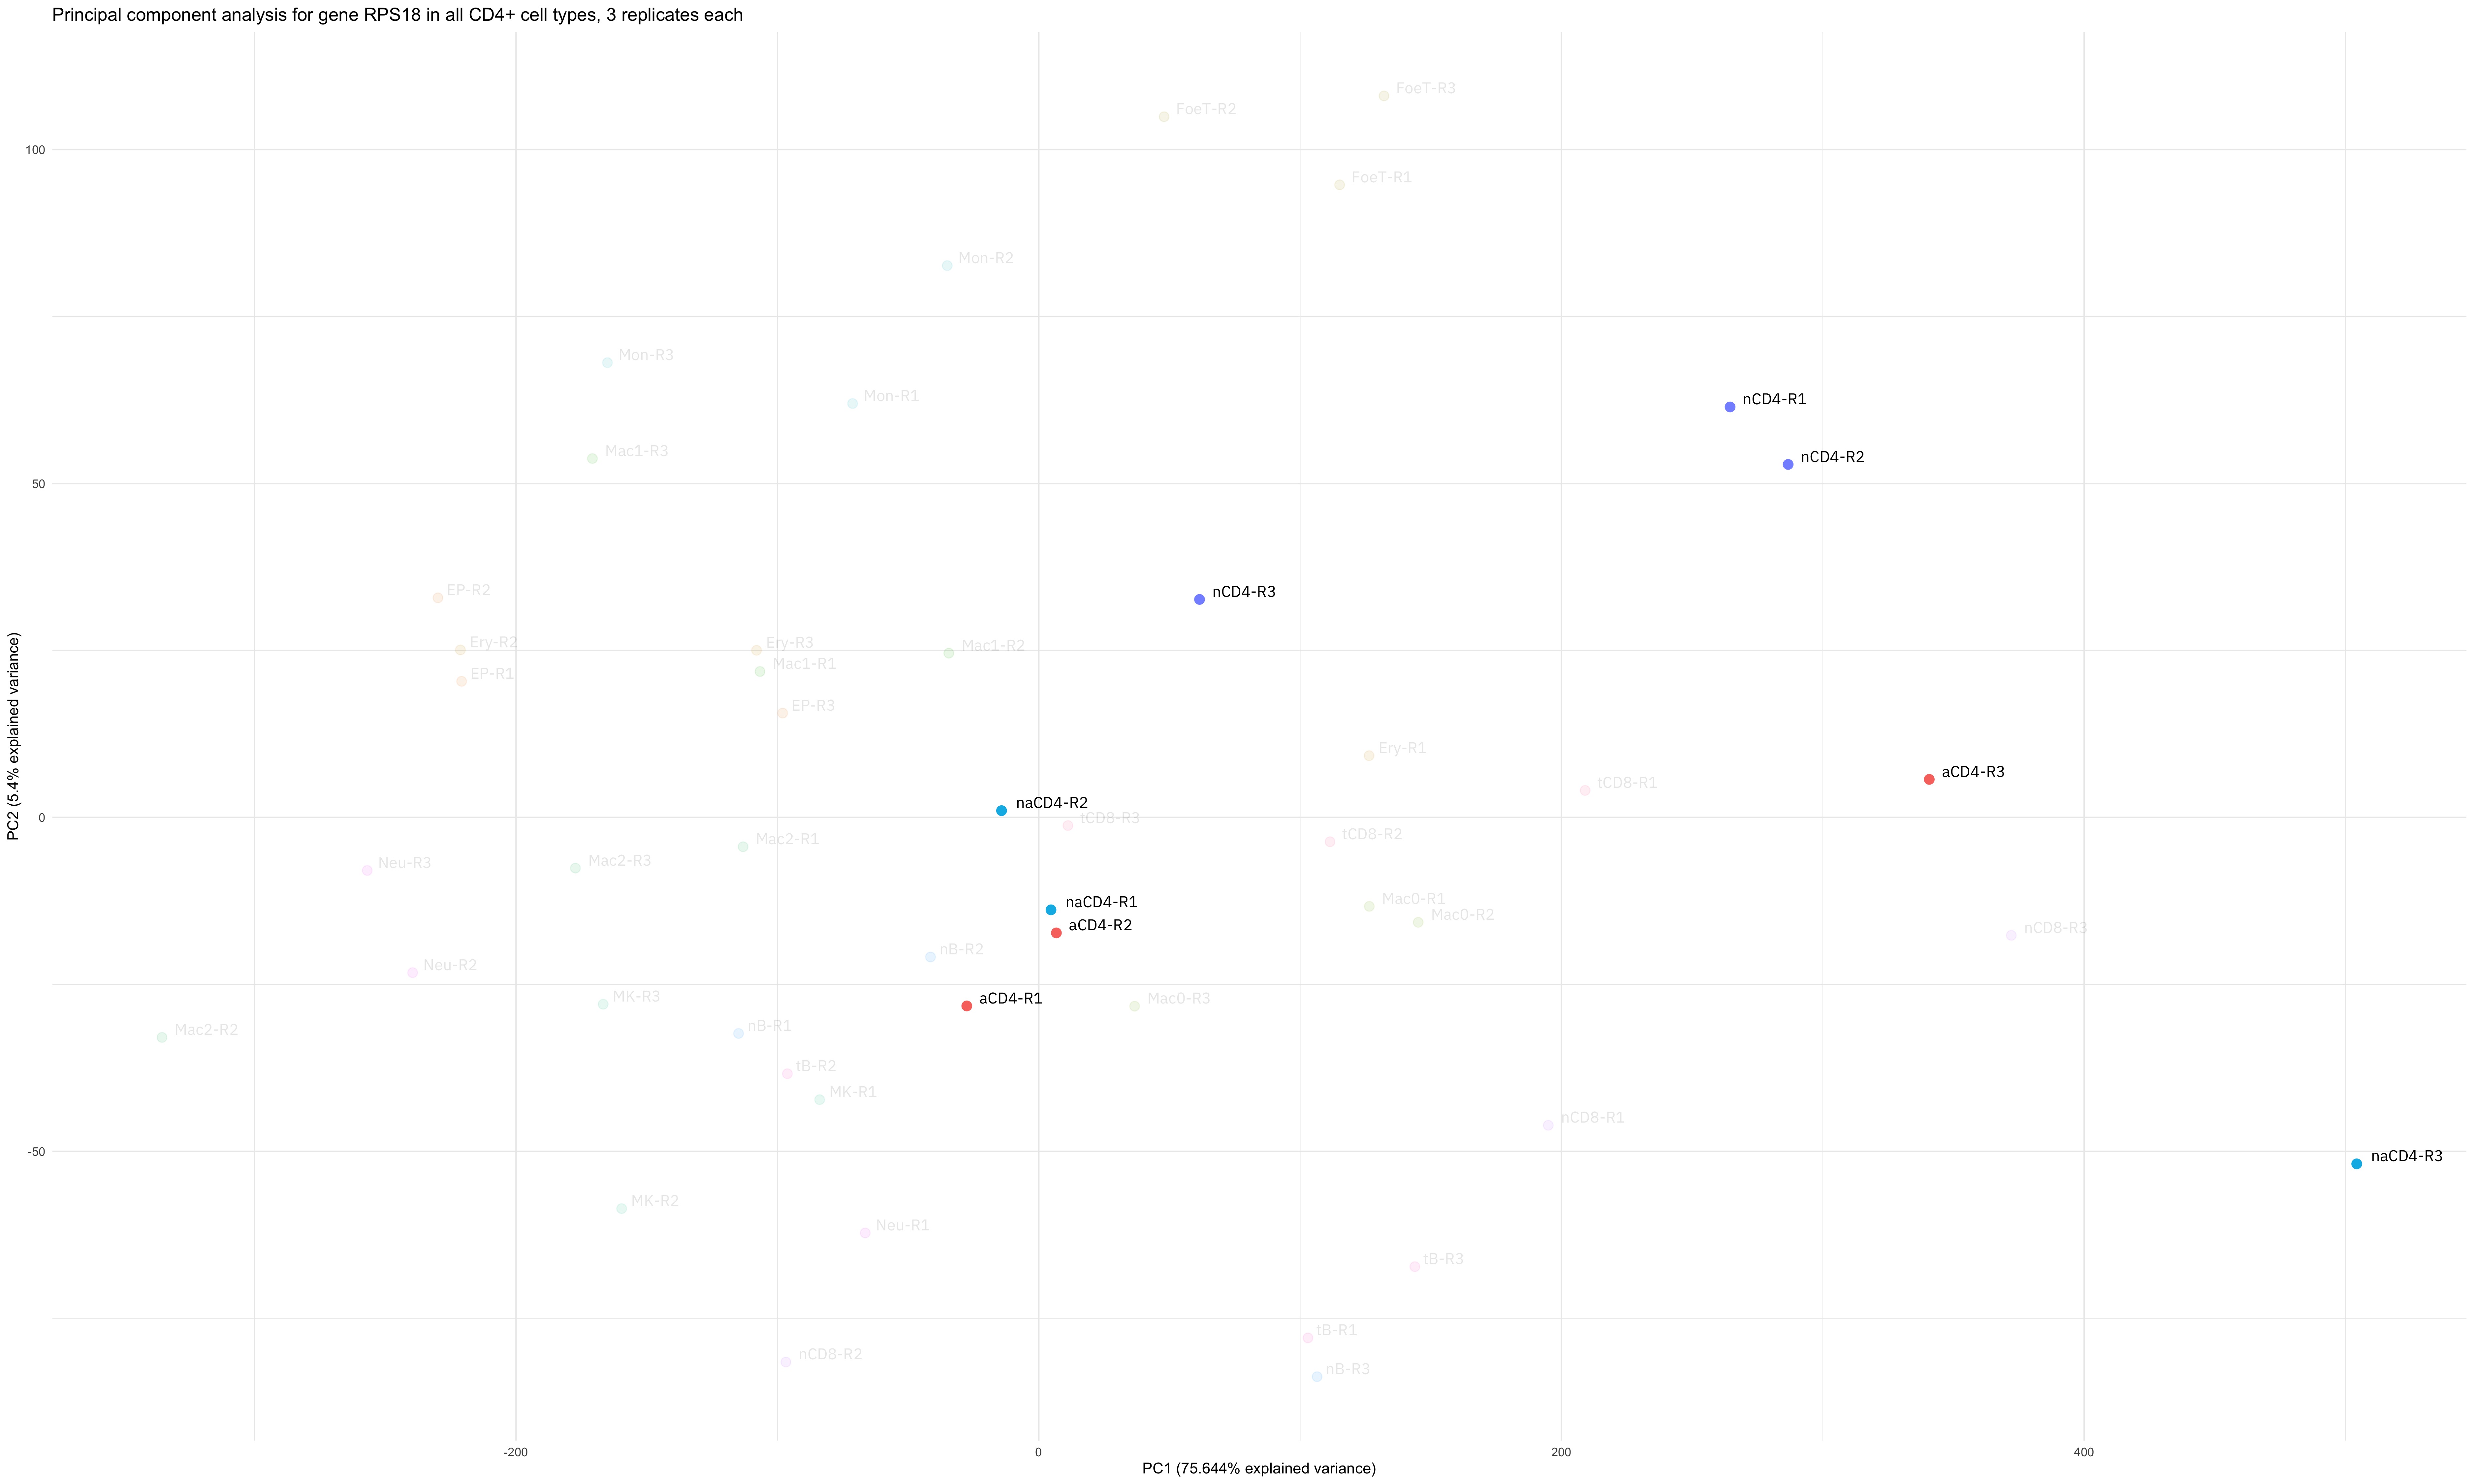 Principal component analysis for gene RPS18 in all CD4+ cell types, 3 replicates each
FoeT-R3
FoeT-R2
100
FoeT-R1
Mon-R2
Mon-R3
Mon-R1
nCD4-R1
Mac1-R3
nCD4-R2
50
EP-R2
nCD4-R3
Ery-R2
Ery-R3
Mac1-R2
Mac1-R1
EP-R1
EP-R3
PC2 (5.4% explained variance)
Ery-R1
aCD4-R3
tCD8-R1
naCD4-R2
0
tCD8-R3
tCD8-R2
Mac2-R1
Mac2-R3
Neu-R3
Mac0-R1
naCD4-R1
Mac0-R2
aCD4-R2
nCD8-R3
nB-R2
Neu-R2
MK-R3
aCD4-R1
Mac0-R3
nB-R1
Mac2-R2
tB-R2
MK-R1
nCD8-R1
-50
naCD4-R3
MK-R2
Neu-R1
tB-R3
tB-R1
nCD8-R2
nB-R3
-200
0
200
400
PC1 (75.644% explained variance)